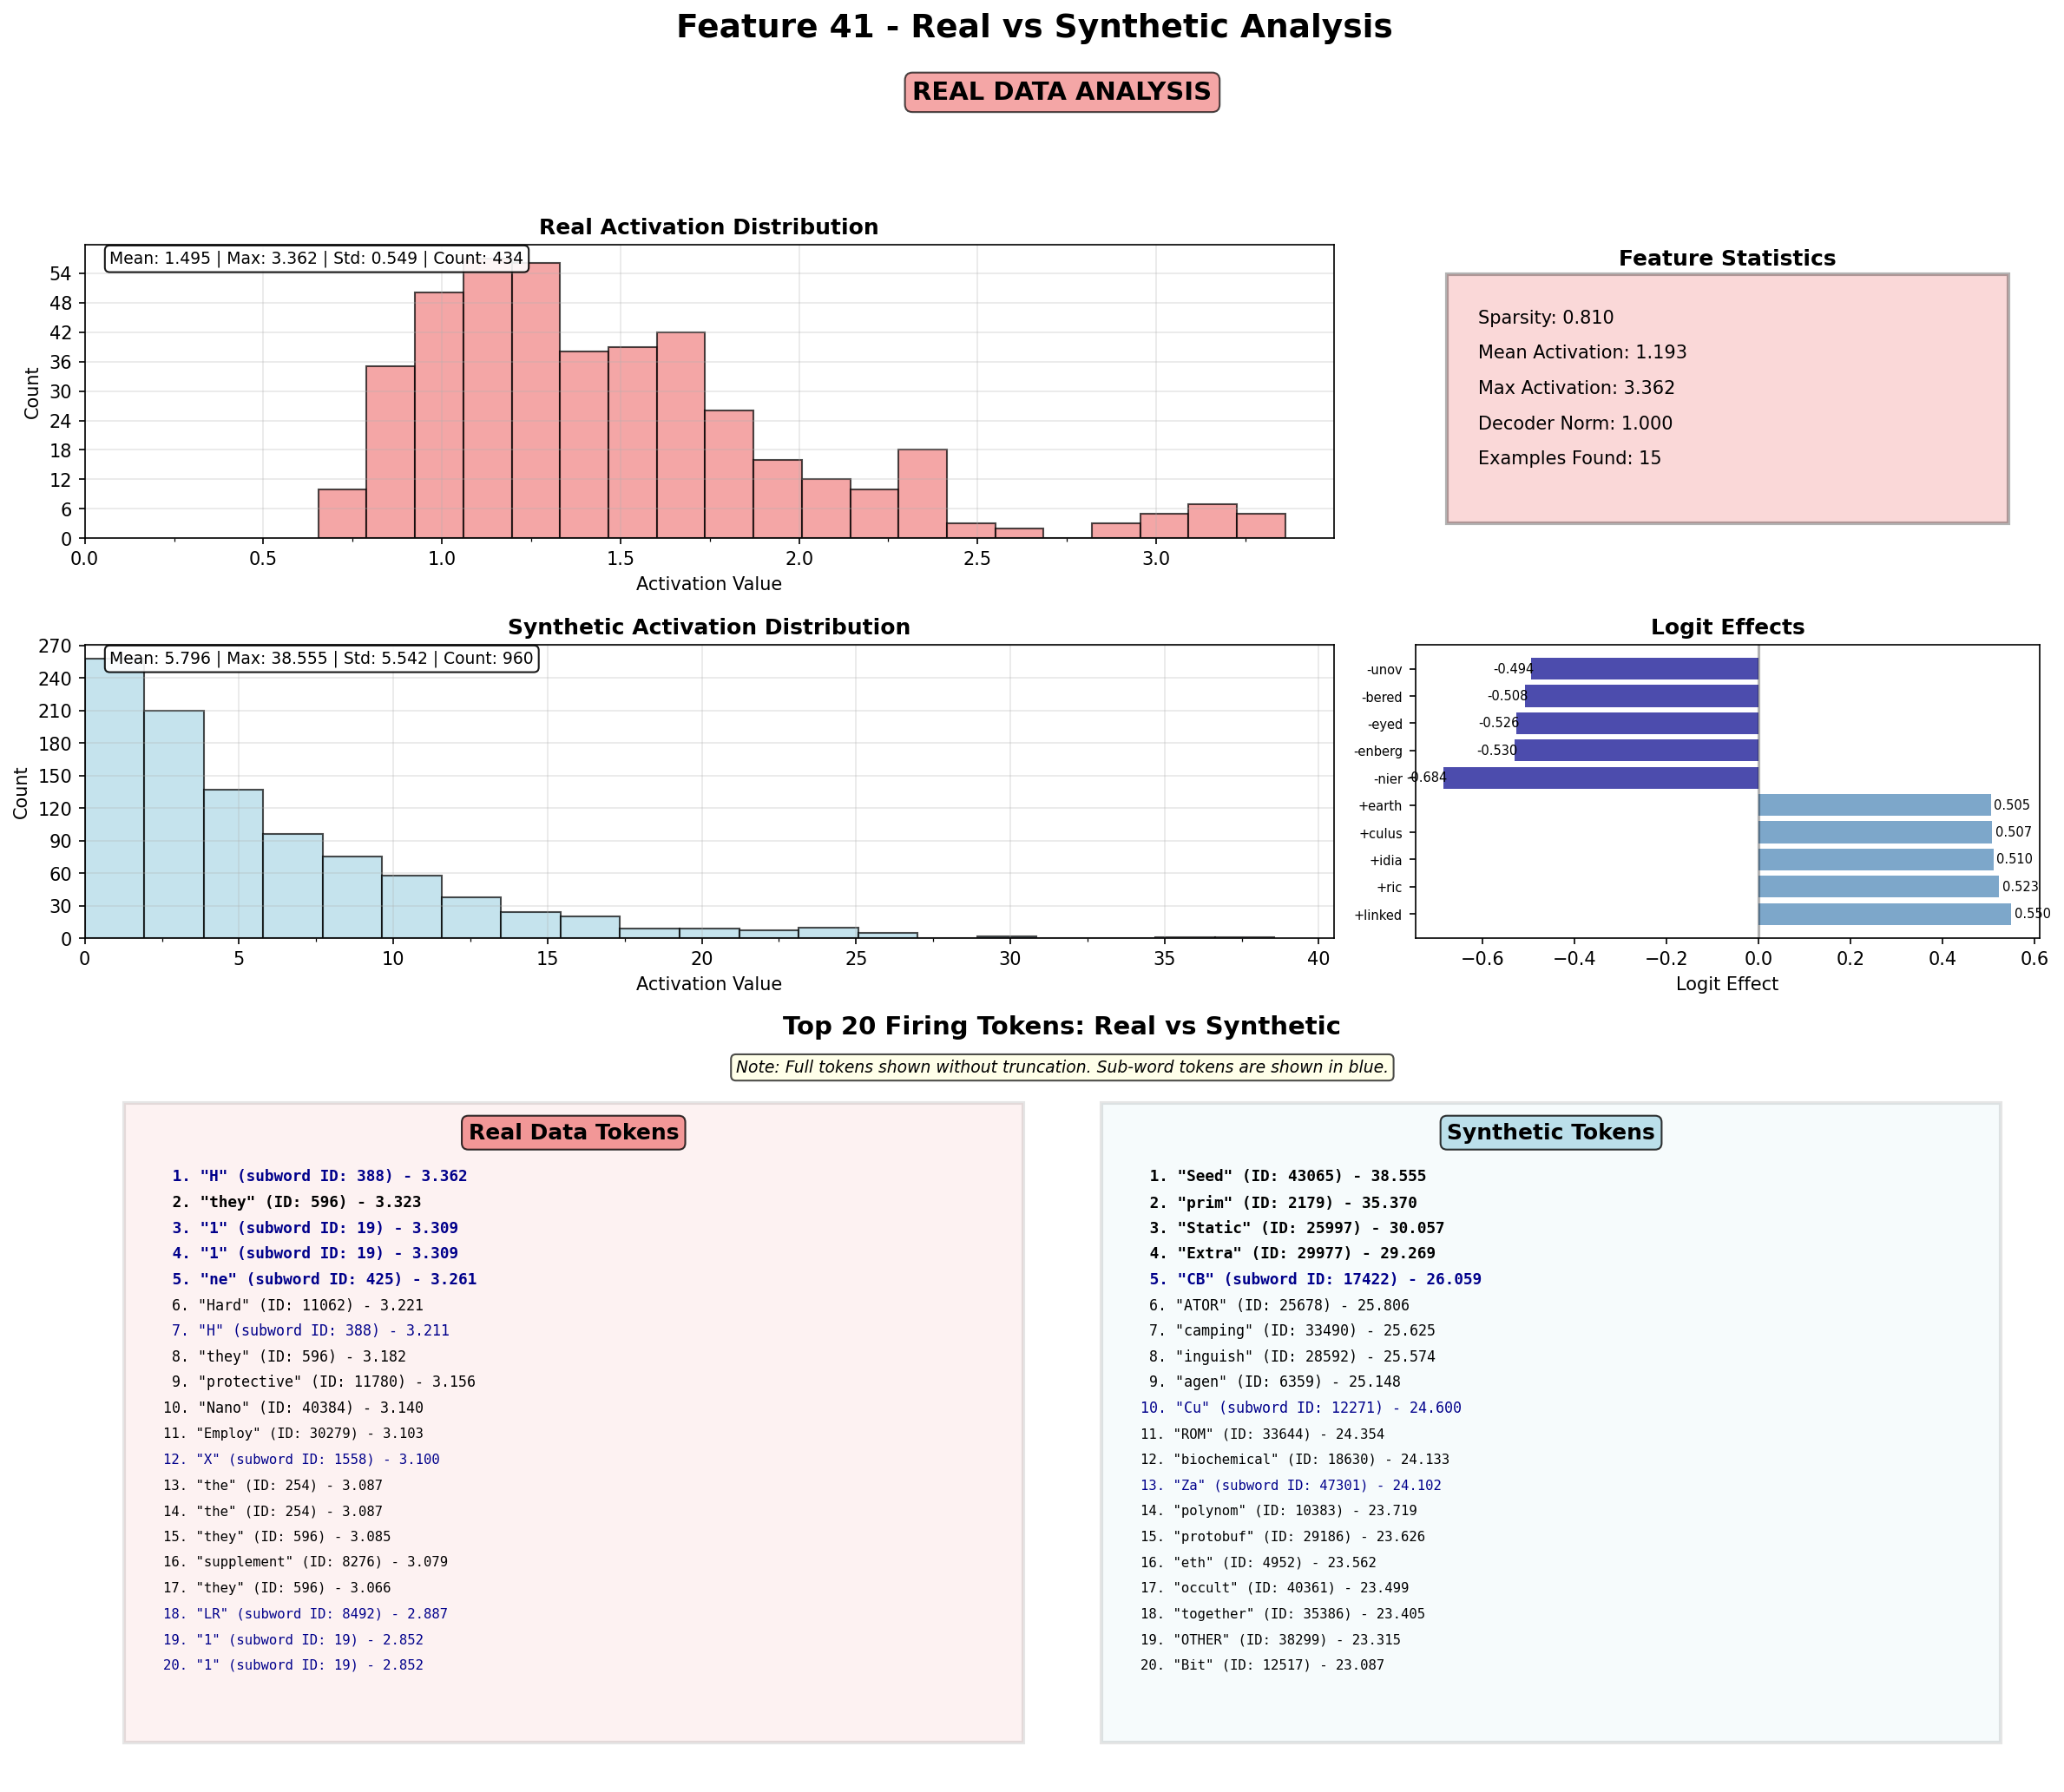 Feature 41 - Real vs Synthetic Analysis
REAL DATA ANALYSIS
Real Activation Distribution
Mean: 1.495 | Max: 3.362 | Std: 0.549 | Count: 434
Count
54
48
42
36
30
24
18
12
6
0
0.0 0.5 1.0 1.5 2.0 2.5 3.0
Activation Value
Feature Statistics
Sparsity: 0.810
Mean Activation: 1.193
Max Activation: 3.362
Decoder Norm: 1.000
Examples Found: 15
Synthetic Activation Distribution
Mean: 5.796 | Max: 38.555 | Std: 5.542 | Count: 960
Count
270
240
210
180
150
120
90
60
30
0
0 5 10 15 20 25 30 35 40
Activation Value
Logit Effects
-unov -0.494
-bered -0.508
-eyed -0.526
-enberg -0.530
-nier -0.684
+earth 0.505
+culus 0.507
+idia 0.510
+ric 0.523
+linked 0.550
−0.6 −0.4 −0.2 0.0 0.2 0.4 0.6
Logit Effect
Top 20 Firing Tokens: Real vs Synthetic
Note: Full tokens shown without truncation. Sub-word tokens are shown in blue.
Real Data Tokens
1. "H" (subword ID: 388) - 3.362
2. "they" (ID: 596) - 3.323
3. "1" (subword ID: 19) - 3.309
4. "1" (subword ID: 19) - 3.309
5. "ne" (subword ID: 425) - 3.261
6. "Hard" (ID: 11062) - 3.221
7. "H" (subword ID: 388) - 3.211
8. "they" (ID: 596) - 3.182
9. "protective" (ID: 11780) - 3.156
10. "Nano" (ID: 40384) - 3.140
11. "Employ" (ID: 30279) - 3.103
12. "X" (subword ID: 1558) - 3.100
13. "the" (ID: 254) - 3.087
14. "the" (ID: 254) - 3.087
15. "they" (ID: 596) - 3.085
16. "supplement" (ID: 8276) - 3.079
17. "they" (ID: 596) - 3.066
18. "LR" (subword ID: 8492) - 2.887
19. "1" (subword ID: 19) - 2.852
20. "1" (subword ID: 19) - 2.852
Synthetic Tokens
1. "Seed" (ID: 43065) - 38.555
2. "prim" (ID: 2179) - 35.370
3. "Static" (ID: 25997) - 30.057
4. "Extra" (ID: 29977) - 29.269
5. "CB" (subword ID: 17422) - 26.059
6. "ATOR" (ID: 25678) - 25.806
7. "camping" (ID: 33490) - 25.625
8. "inguish" (ID: 28592) - 25.574
9. "agen" (ID: 6359) - 25.148
10. "Cu" (subword ID: 12271) - 24.600
11. "ROM" (ID: 33644) - 24.354
12. "biochemical" (ID: 18630) - 24.133
13. "Za" (subword ID: 47301) - 24.102
14. "polynom" (ID: 10383) - 23.719
15. "protobuf" (ID: 29186) - 23.626
16. "eth" (ID: 4952) - 23.562
17. "occult" (ID: 40361) - 23.499
18. "together" (ID: 35386) - 23.405
19. "OTHER" (ID: 38299) - 23.315
20. "Bit" (ID: 12517) - 23.087